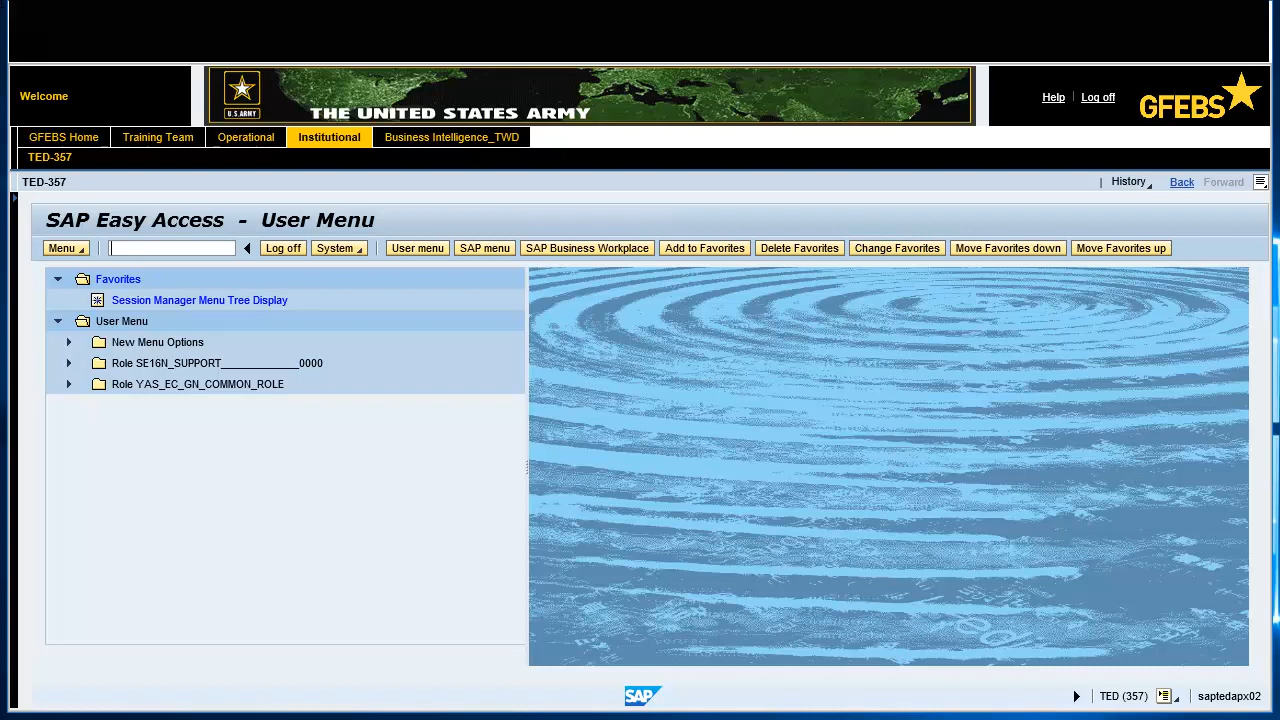 Welcome
U.S.ARMY
THE UNITED STATES ARMY
Help Log off
GFEBS
GFEBS Home Training Team Operational Institutional Business Intelligence_TWD
TED-357
TED-357
History Back Forward
SAP Easy Access - User Menu
Menu Log off System User menu SAP menu SAP Business Workplace Add to Favorites Delete Favorites Change Favorites Move Favorites down Move Favorites up
Favorites
Session Manager Menu Tree Display
User Menu
New Menu Options
Role SE16N_SUPPORT_____________0000
Role YAS_EC_GN_COMMON_ROLE
SAP
TED (357) saptedapx02